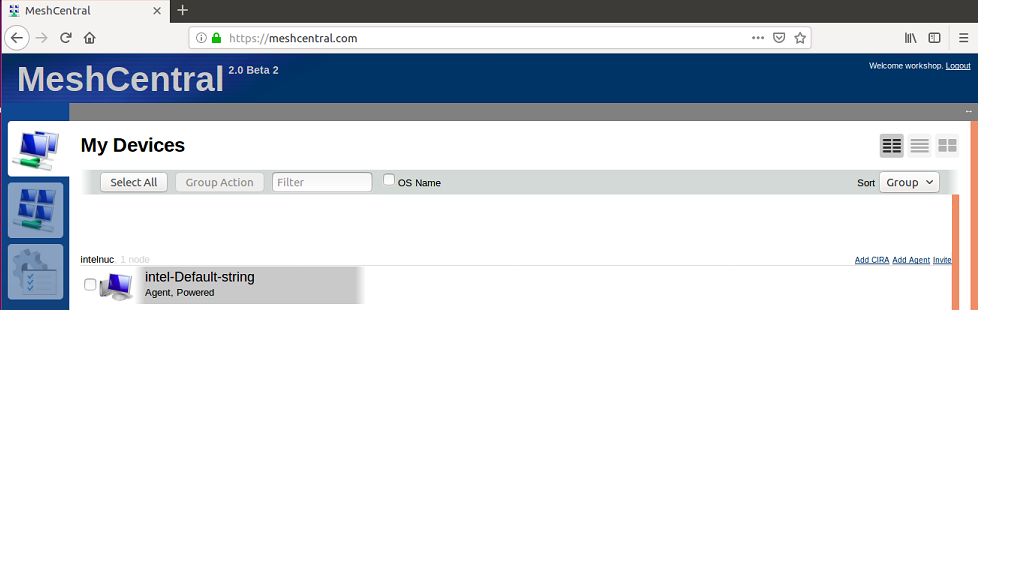 MeshCentral
https://meshcentral.com
MeshCentral 2.0 Beta 2
Welcome workshop. Logout
My Devices
Select All Group Action Filter OS Name Sort Group
intelnuc 1 node Add CIRA Add Agent Invite
intel-Default-string
Agent, Powered